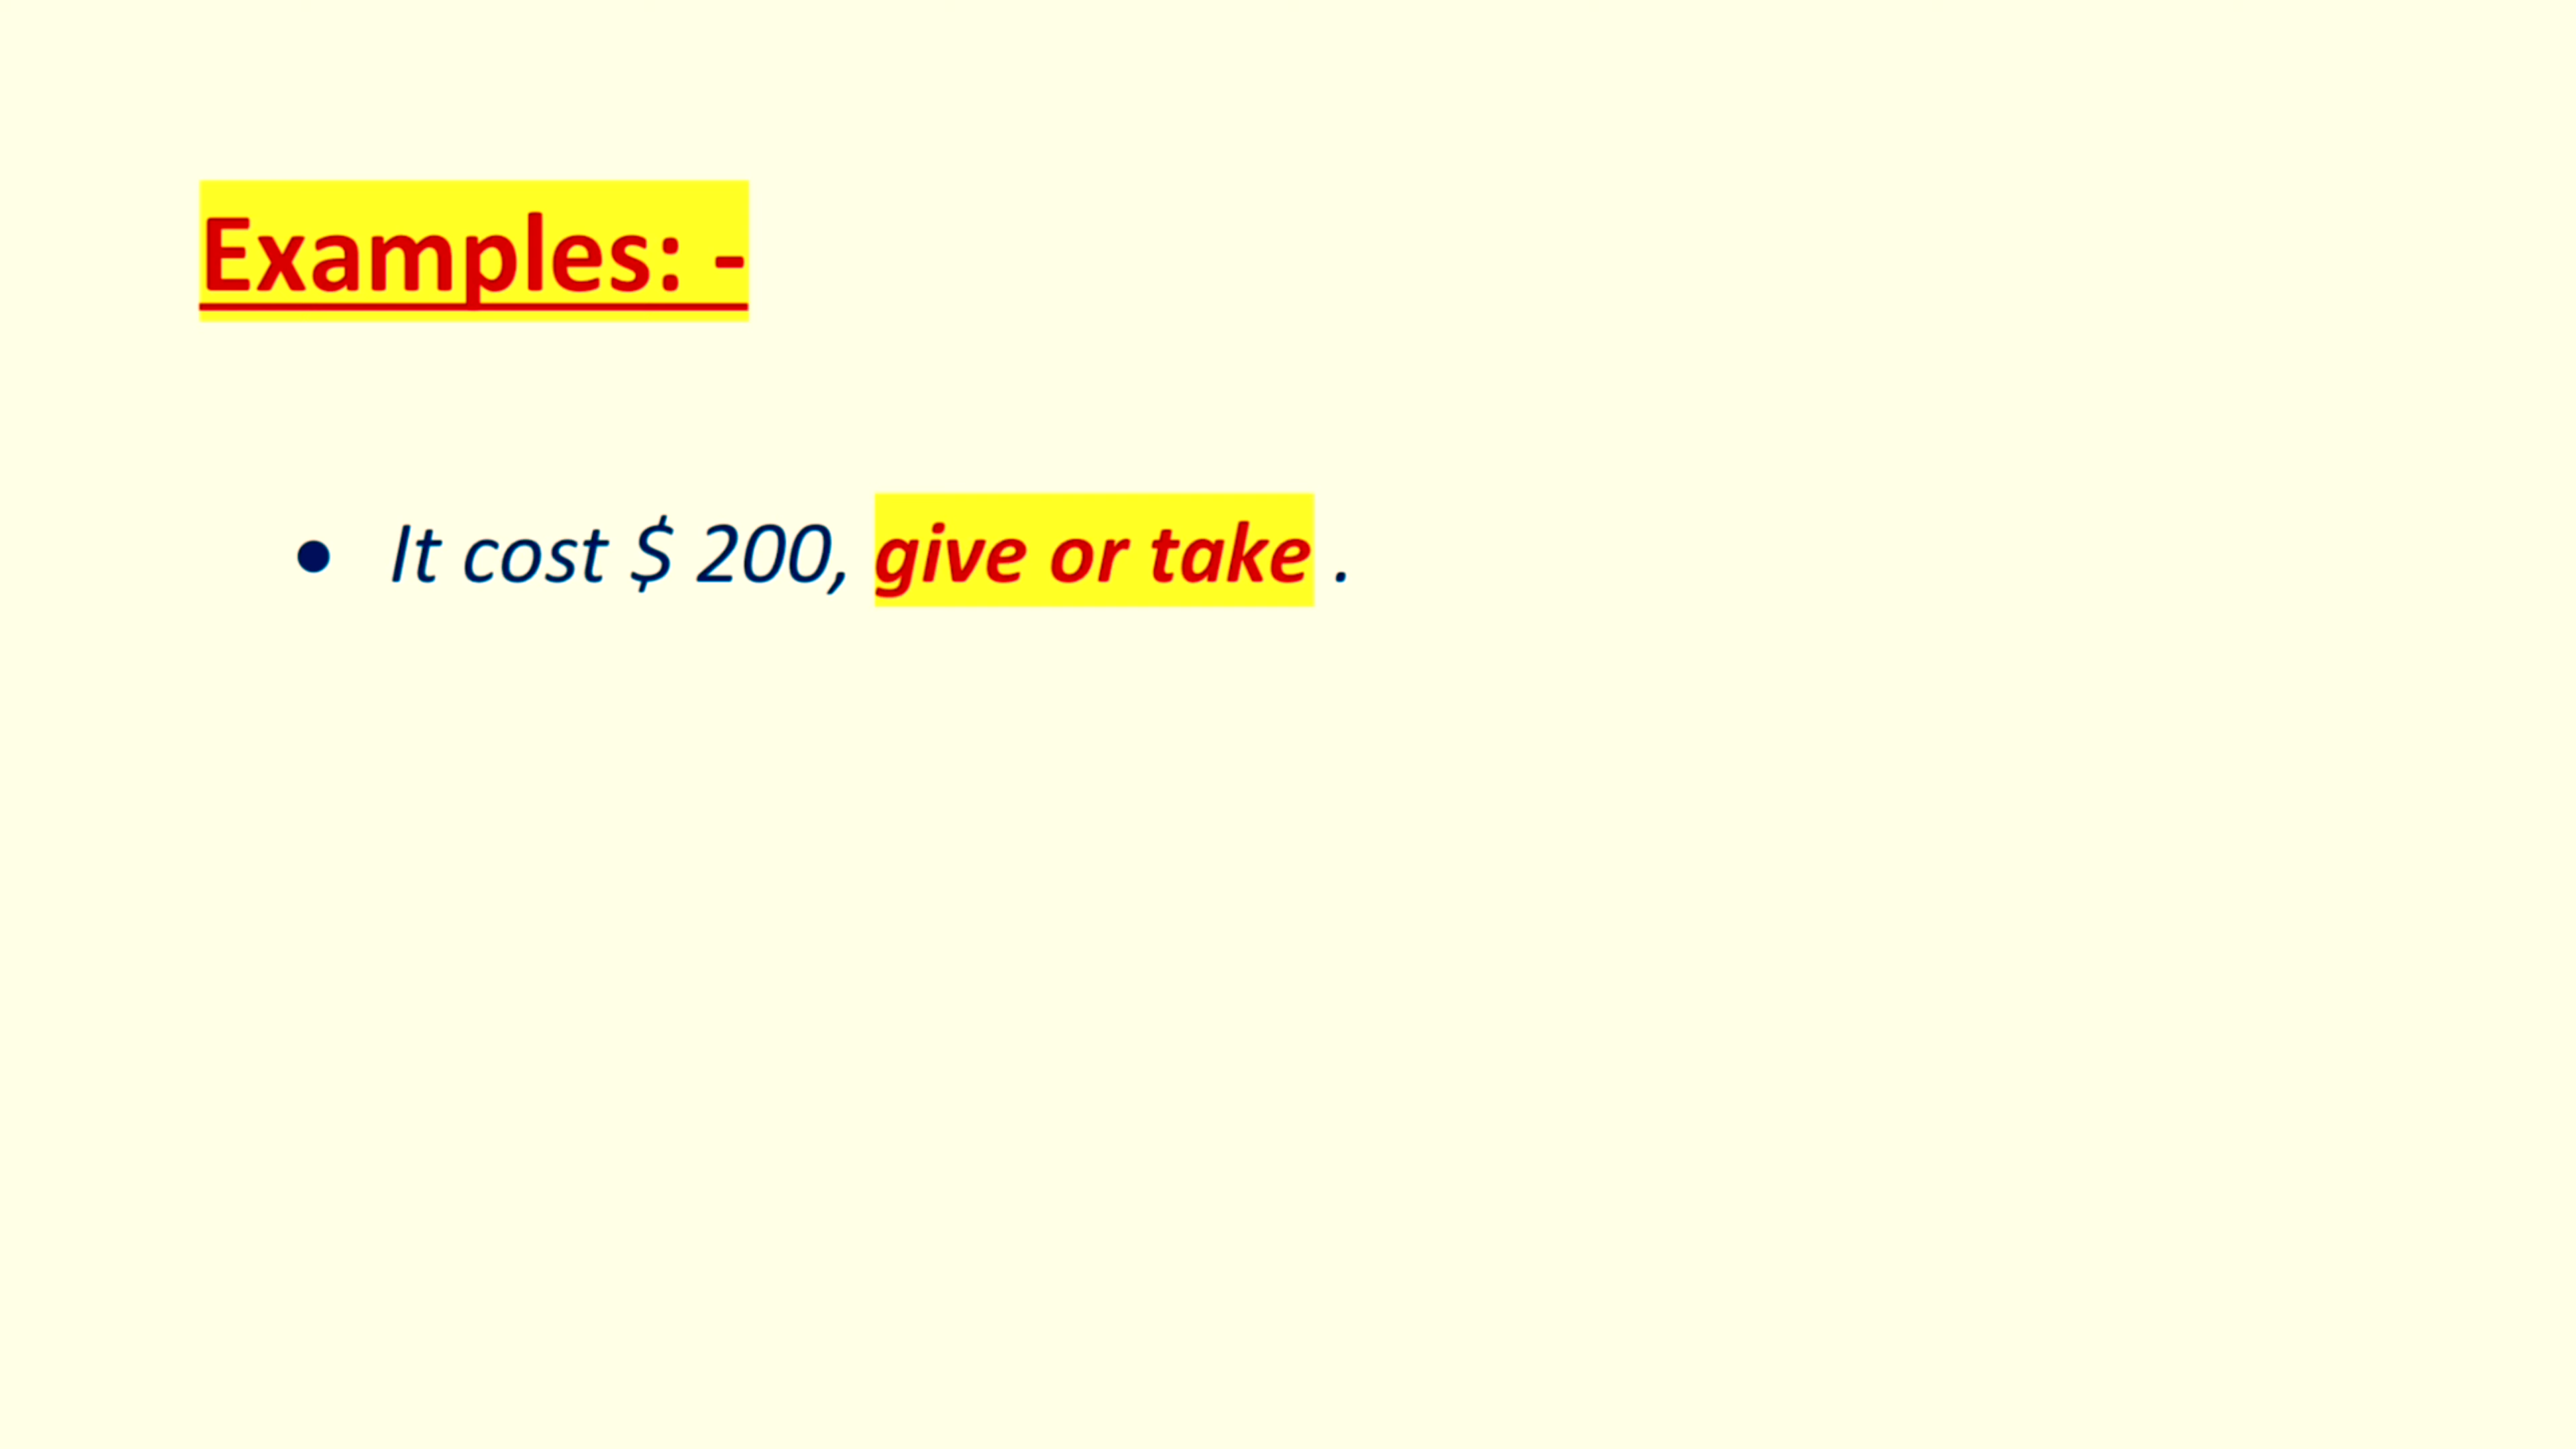 Examples: -
• It cost $ 200, give or take .